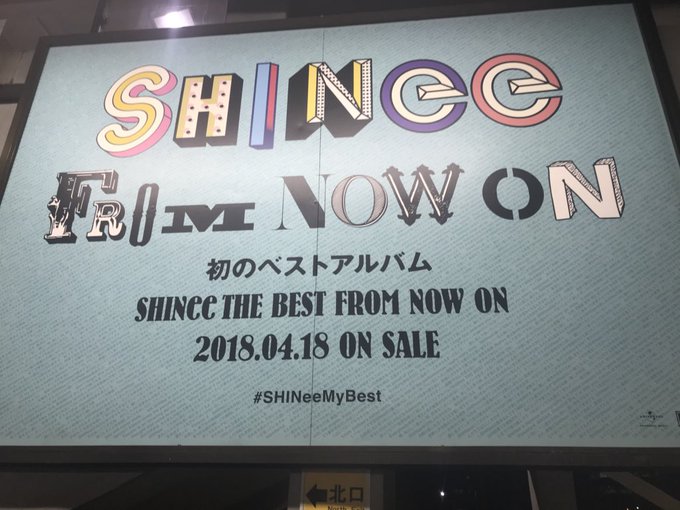 SHINee
FROM NOW ON
初のベストアルバム
SHINee THE BEST FROM NOW ON
2018.04.18 ON SALE
#SHINeeMyBest
UNIVERSAL
北口